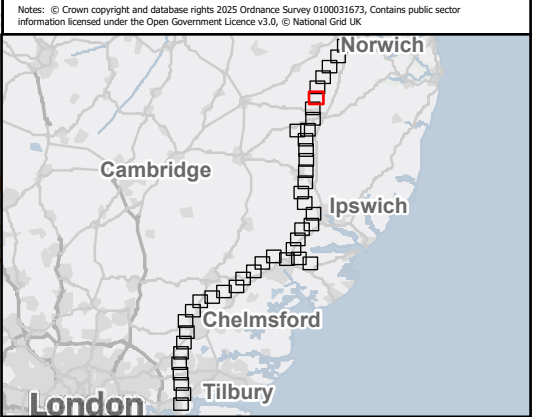 Notes: © Crown copyright and database rights 2025 Ordnance Survey 0100031673, Contains public sector
information licensed under the Open Government Licence v3.0, © National Grid UK
Norwich
Cambridge
Ipswich
Chelmsford
Tilbury
London